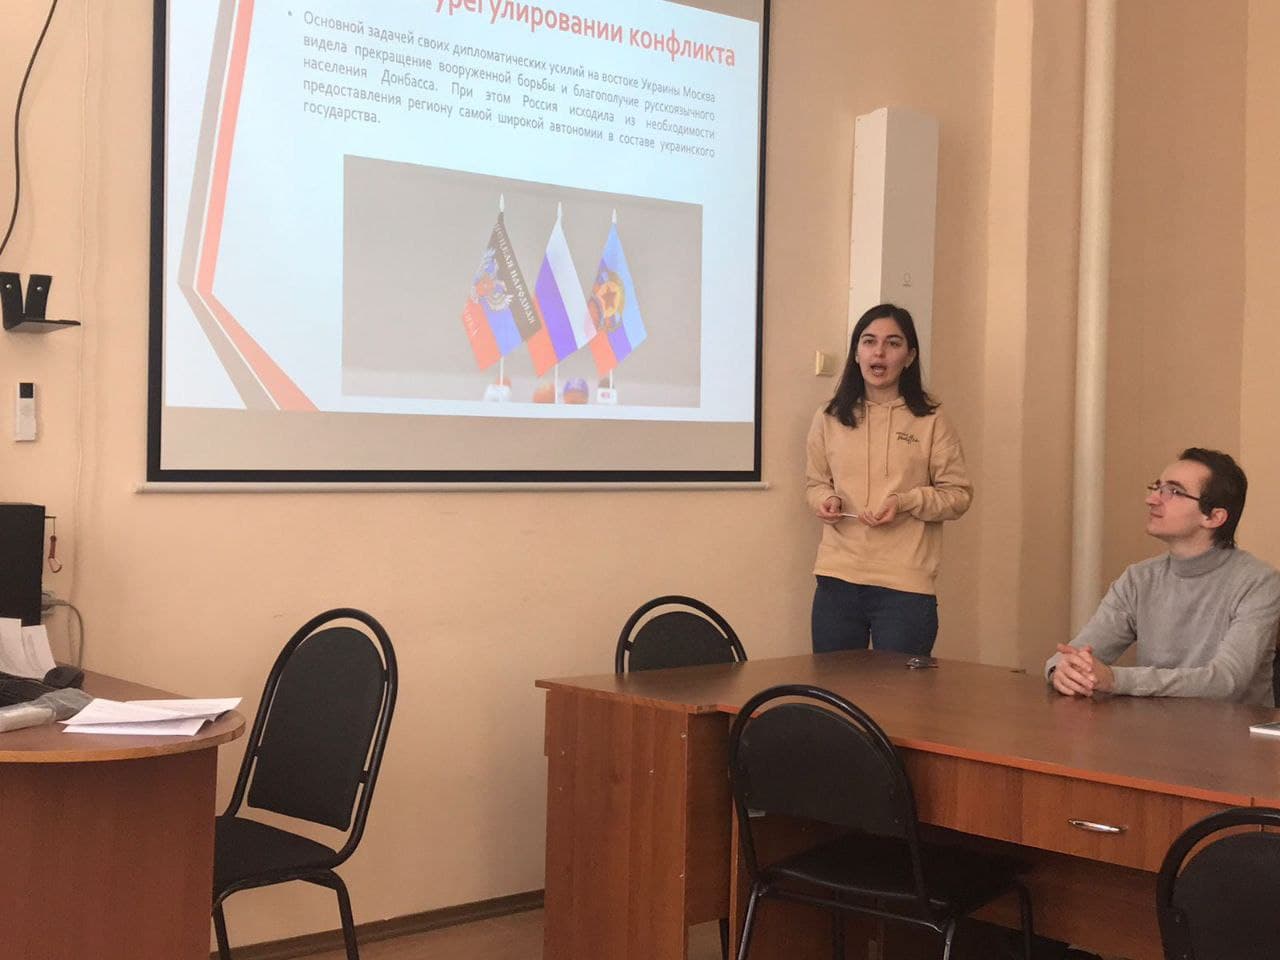 урегулировании конфликта
• Основной задачей своих дипломатических усилий на востоке Украины Москва
видела прекращение вооруженной борьбы и благополучие русскоязычного
населения Донбасса. При этом Россия исходила из необходимости
предоставления региону самой широкой автономии в составе украинского
государства.
НАРОДНАЯ